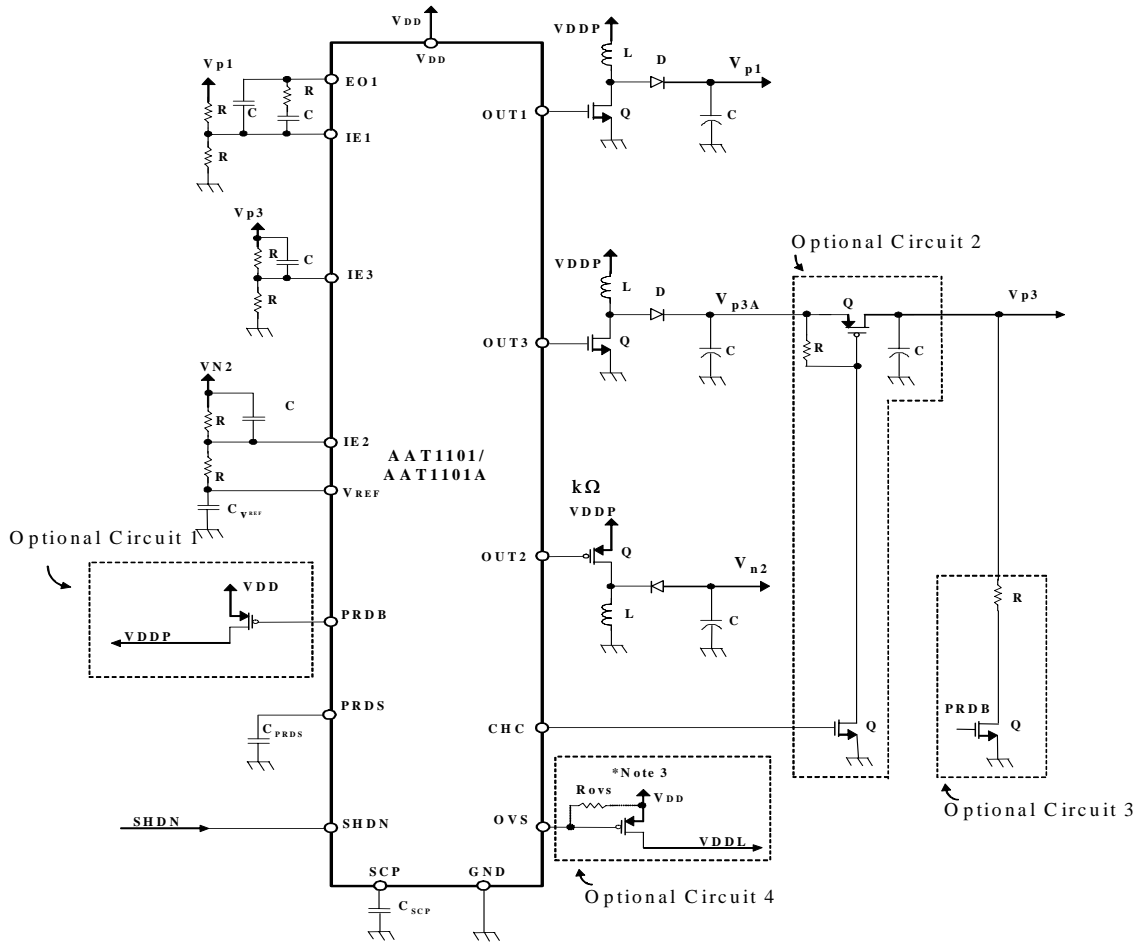 VDD
VDD
Vp1
R
C
R
C
R
EO1
IE1
Vp3
R
C
R
IE3
VN2
R
C
R
IE2
VREF
CVREF
AAT1101/
AAT1101A
Optional Circuit 1
VDD
VDDP
PRDB
PRDS
CPRDS
SHDN
SHDN
SCP
CSCP
GND
VDDP
L
D
Vp1
OUT1
Q
C
Optional Circuit 2
VDDP
L
D
Vp3A
Q
Vp3
OUT3
Q
C
R
C
kΩ
VDDP
OUT2
Q
Vn2
L
C
R
CHC
Q
PRDB
Q
*Note 3
Rovs
VDD
OVS
VDDL
Optional Circuit 3
Optional Circuit 4